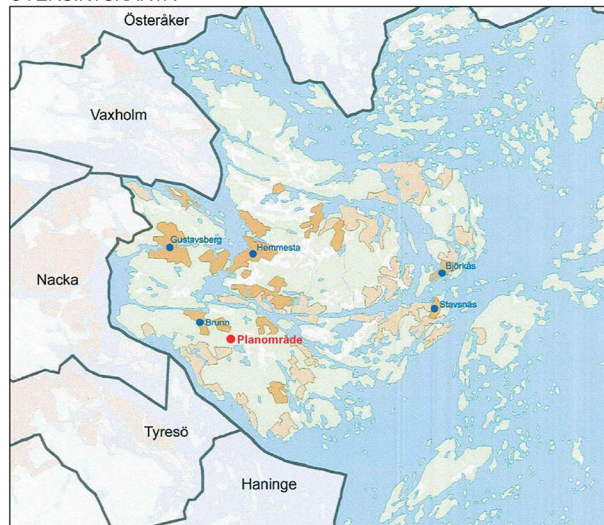 Österåker
Vaxholm
Gustavsberg
Hemmesta
Nacka
Björkås
Stavsnäs
Brunn
Planområde
Tyresö
Haninge